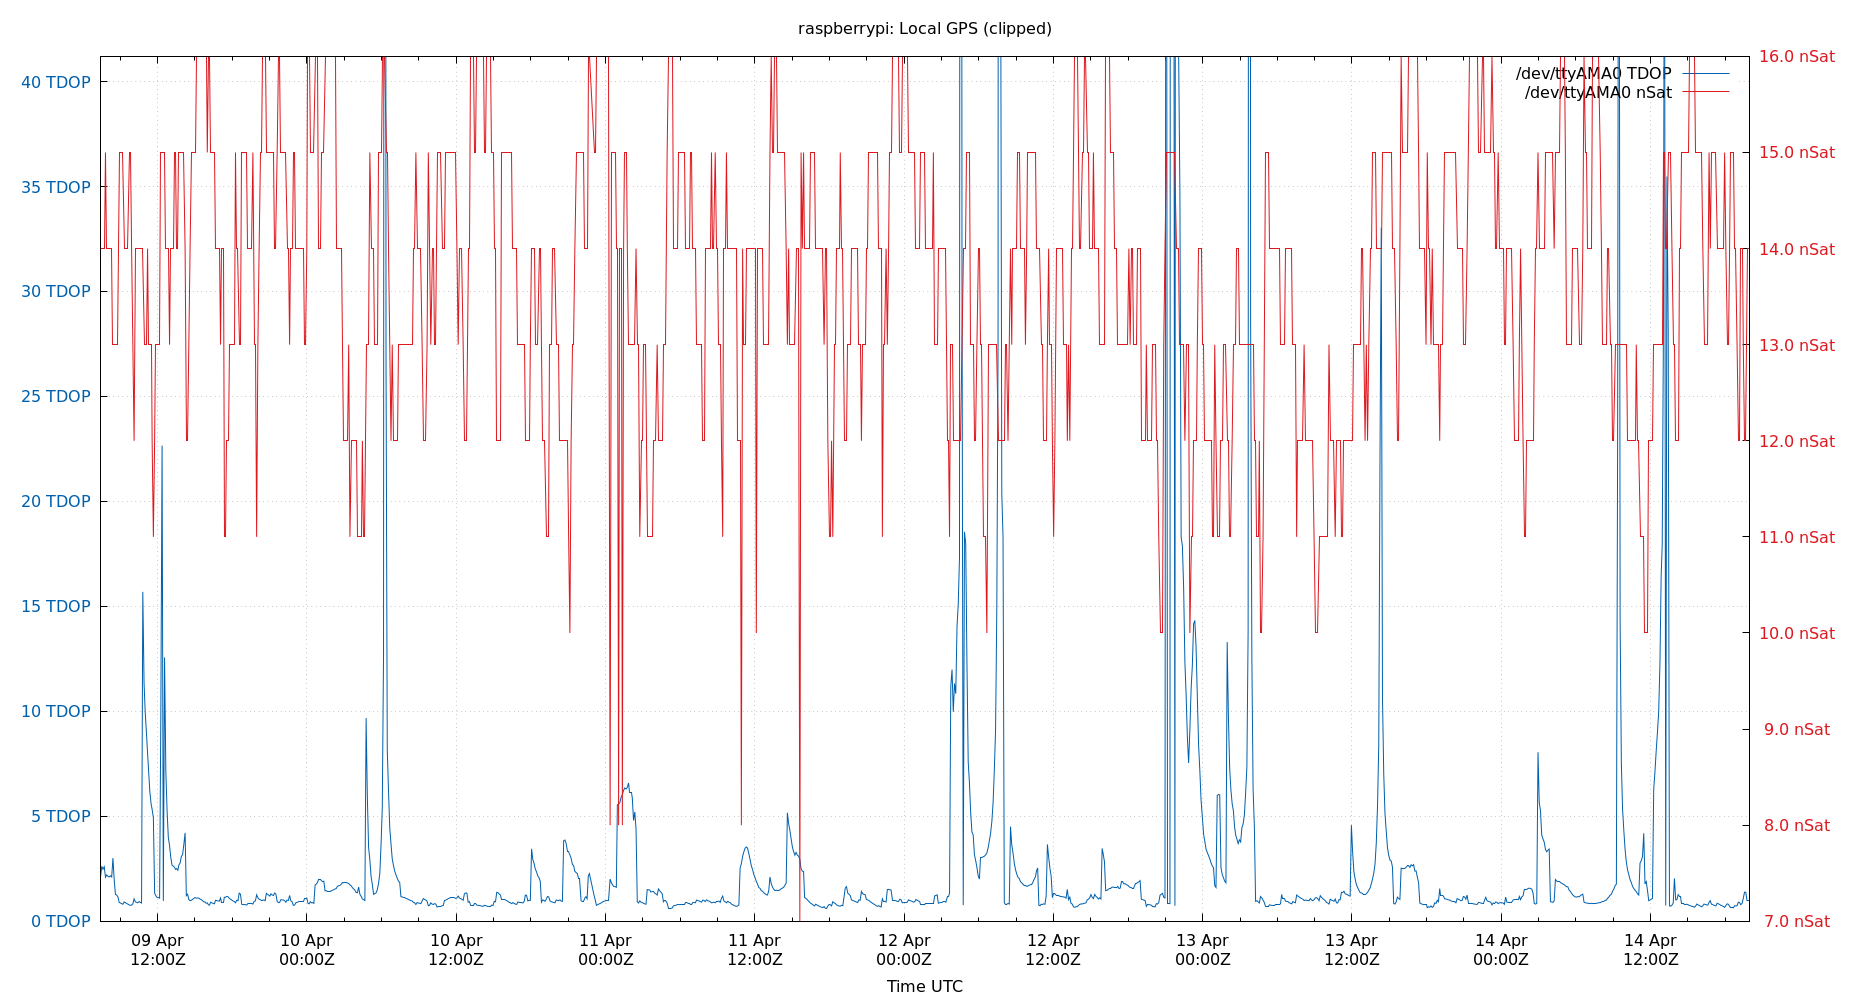 raspberrypi: Local GPS (clipped)
/dev/ttyAMA0 TDOP
/dev/ttyAMA0 nSat
40 TDOP
35 TDOP
30 TDOP
25 TDOP
20 TDOP
15 TDOP
10 TDOP
5 TDOP
0 TDOP
16.0 nSat
15.0 nSat
14.0 nSat
13.0 nSat
12.0 nSat
11.0 nSat
10.0 nSat
9.0 nSat
8.0 nSat
7.0 nSat
09 Apr
12:00Z
10 Apr
00:00Z
10 Apr
12:00Z
11 Apr
00:00Z
11 Apr
12:00Z
12 Apr
00:00Z
12 Apr
12:00Z
13 Apr
00:00Z
13 Apr
12:00Z
14 Apr
00:00Z
14 Apr
12:00Z
Time UTC